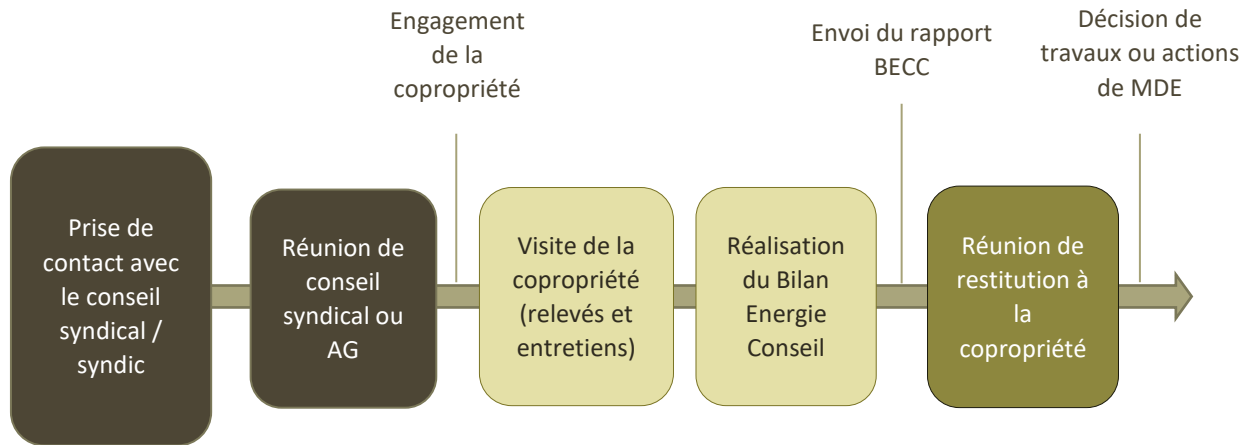 Engagement
de la
copropriété
Envoi du rapport
BECC
Décision de
travaux ou actions
de MDE
Prise de
contact avec
le conseil
syndical /
syndic
Réunion de
conseil
syndical ou
AG
Visite de la
copropriété
(relevés et
entretiens)
Réalisation
du Bilan
Energie
Conseil
Réunion de
restitution à
la
copropriété